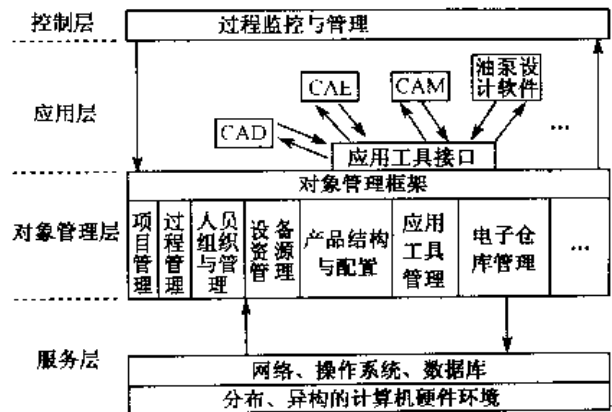 控制层
过程监控与管理
应用层
CAD
CAE
CAM
油泵设
计软件
…
应用工具接口
对象管理层
对象管理框架
项
目
管
理
过
程
管
理
人员
组织
与管
理
设备
资源
管理
产品结构
与配置
应用
工具
管理
电子仓
库管理
…
服务层
网络、操作系统、数据库
分布、异构的计算机硬件环境